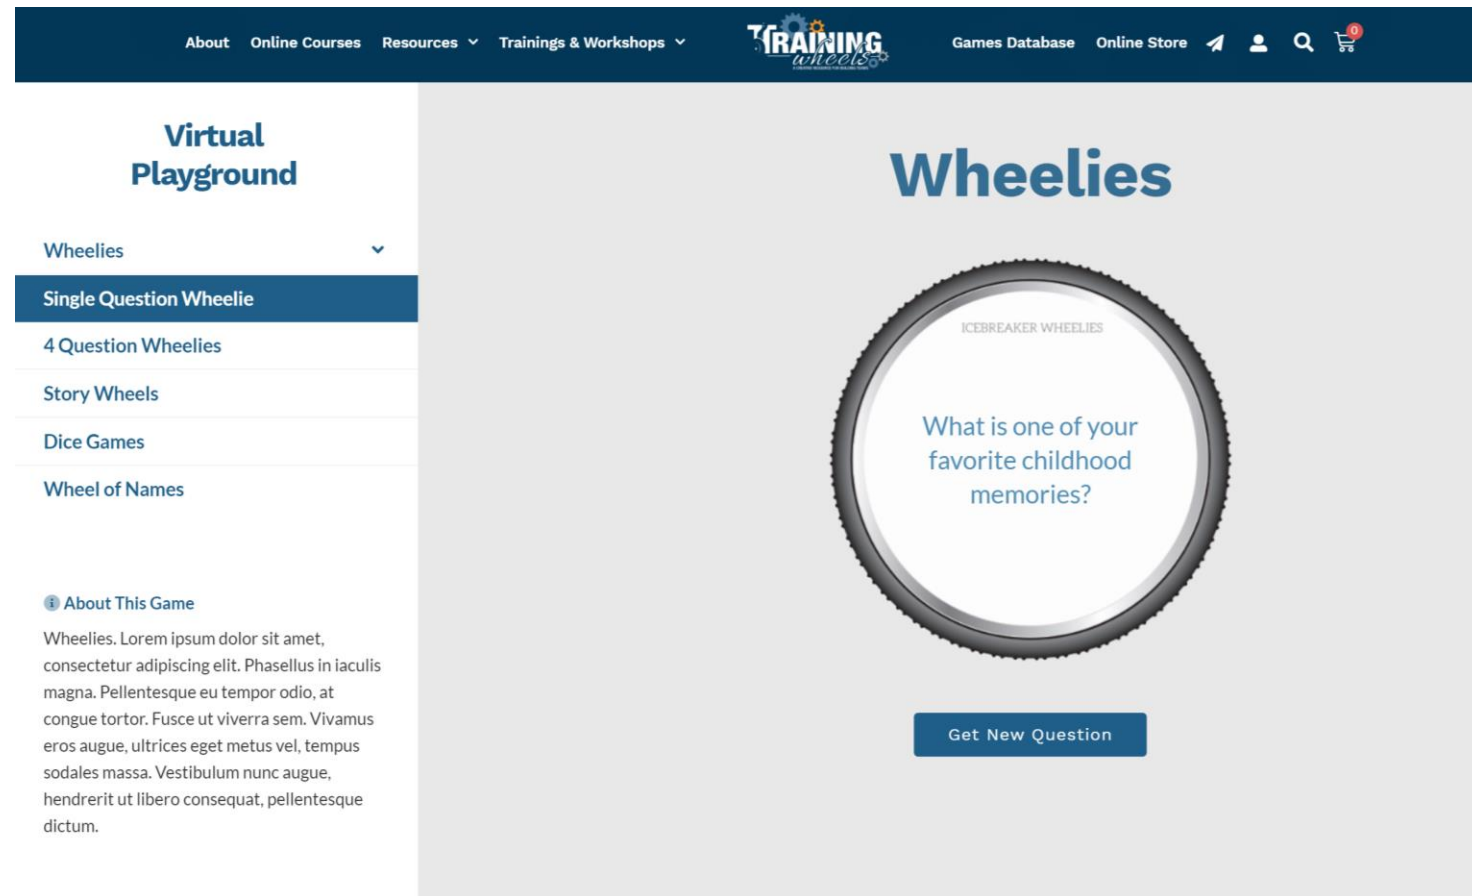 About Online Courses Resources Trainings & Workshops TRAINING wheels Games Database Online Store 0
Virtual
Playground
Wheelies
Single Question Wheelie
4 Question Wheelies
Story Wheels
Dice Games
Wheel of Names
About This Game
Wheelies. Lorem ipsum dolor sit amet,
consectetur adipiscing elit. Phasellus in iaculis
magna. Pellentesque eu tempor odio, at
congue tortor. Fusce ut viverra sem. Vivamus
eros augue, ultrices eget metus vel, tempus
sodales massa. Vestibulum nunc augue,
hendrerit ut libero consequat, pellentesque
dictum.
Wheelies
ICEBREAKER WHEELIES
What is one of your
favorite childhood
memories?
Get New Question